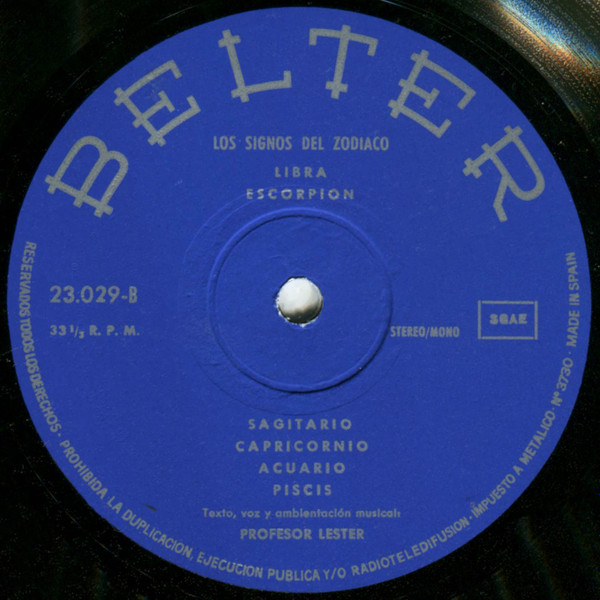 BELTER
LOS SIGNOS DEL ZODIACO
LIBRA
ESCORPION
23.029-B
33 1/3 R. P. M.
STEREO/MONO
SGAE
SAGITARIO
CAPRICORNIO
ACUARIO
PISCIS
Texto, voz y ambientación musical:
PROFESOR LESTER
RESERVADOS TODOS LOS DERECHOS · PROHIBIDA LA DUPLICACION, EJECUCION PUBLICA Y/O RADIOTELEDIFUSION · IMPUESTO A METALICO · Nº 3730 · MADE IN SPAIN